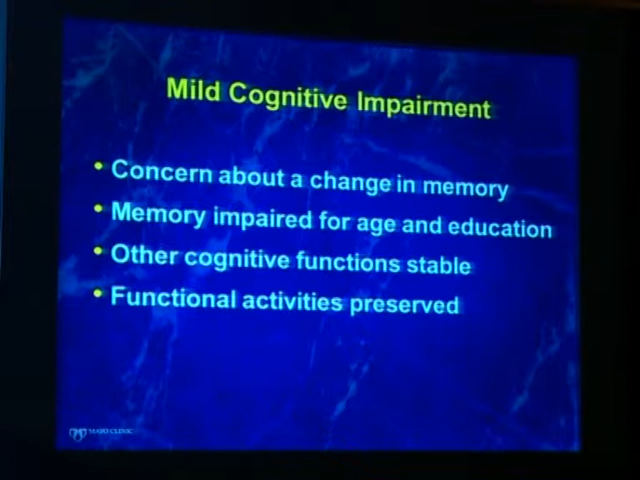 Mild Cognitive Impairment
• Concern about a change in memory
• Memory impaired for age and education
• Other cognitive functions stable
• Functional activities preserved
MAYO CLINIC